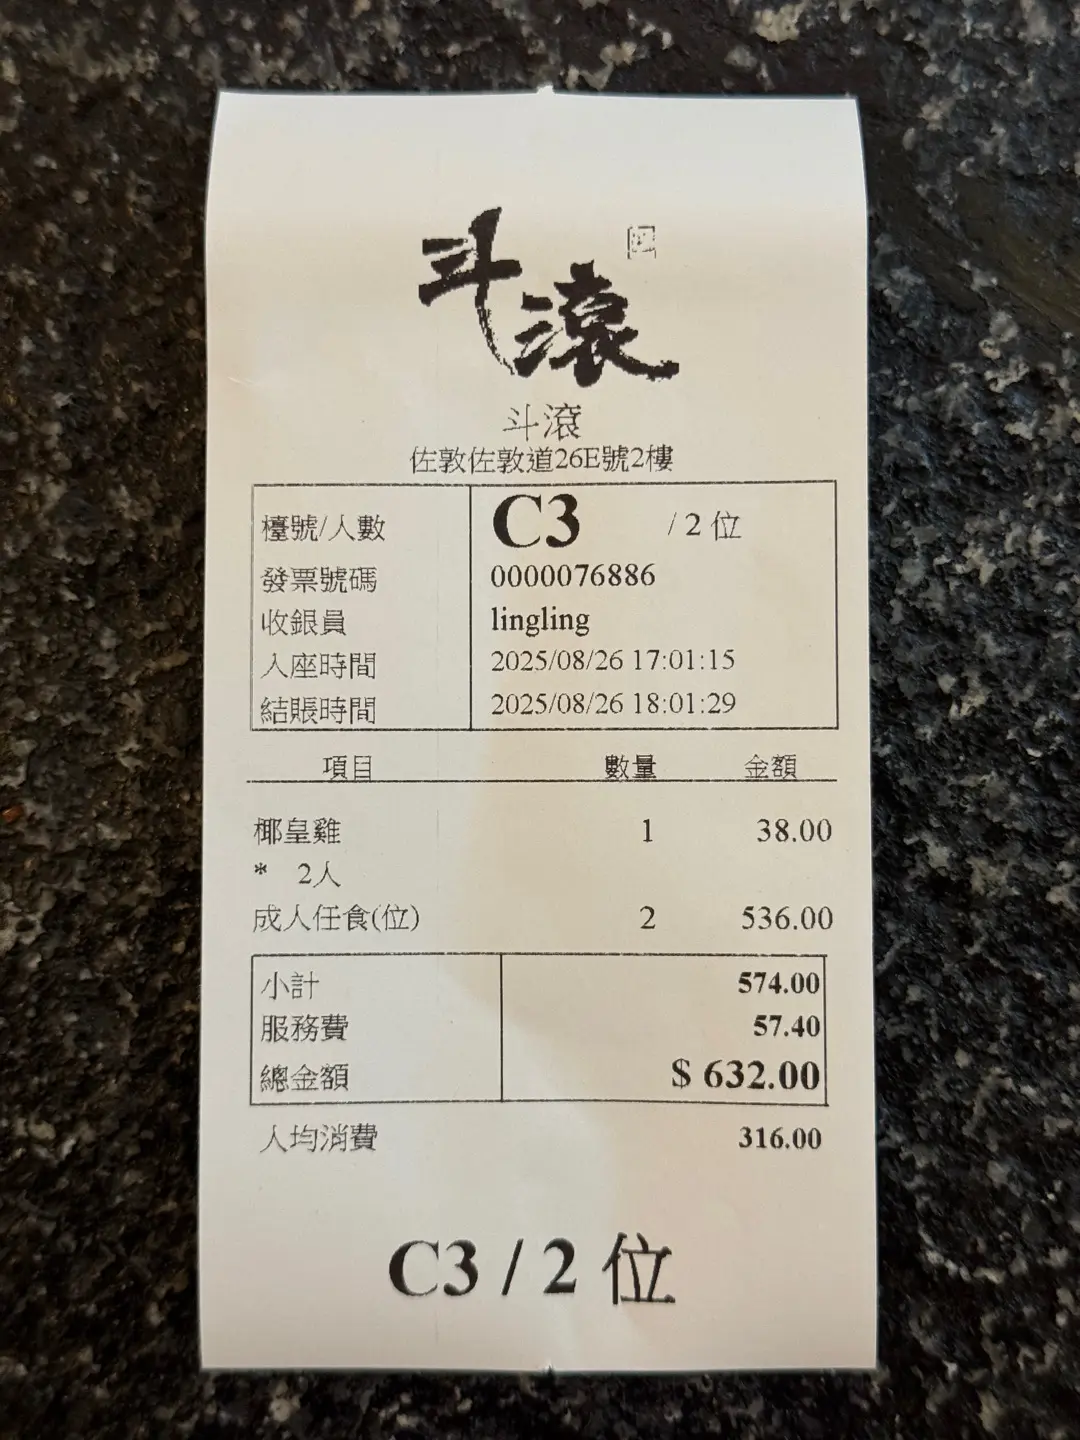 斗滾
斗滾
佐敦佐敦道26E號2樓
檯號/人數 C3 / 2 位
發票號碼 0000076886
收銀員 lingling
入座時間 2025/08/26 17:01:15
結賬時間 2025/08/26 18:01:29
項目 數量 金額
椰皇雞 1 38.00
* 2人
成人任食(位) 2 536.00
小計 574.00
服務費 57.40
總金額 $ 632.00
人均消費 316.00
C3 / 2 位